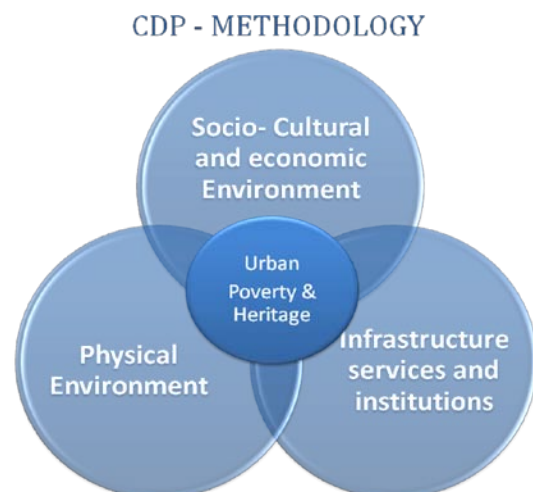 CDP - METHODOLOGY
Socio- Cultural
and economic
Environment
Urban
Poverty &
Heritage
Physical
Environment
Infrastructure
services and
institutions